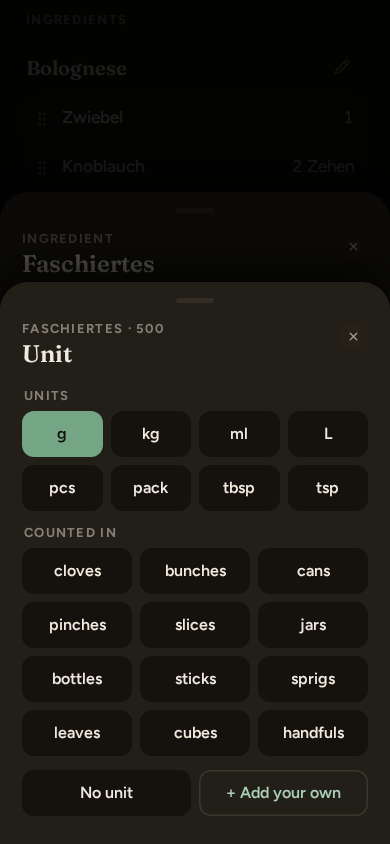 INGREDIENTS
Bolognese
Zwiebel 1
Knoblauch 2 Zehen
INGREDIENT
Faschiertes
FASCHIERTES · 500
Unit
UNITS
g kg ml L
pcs pack tbsp tsp
COUNTED IN
cloves bunches cans
pinches slices jars
bottles sticks sprigs
leaves cubes handfuls
No unit + Add your own